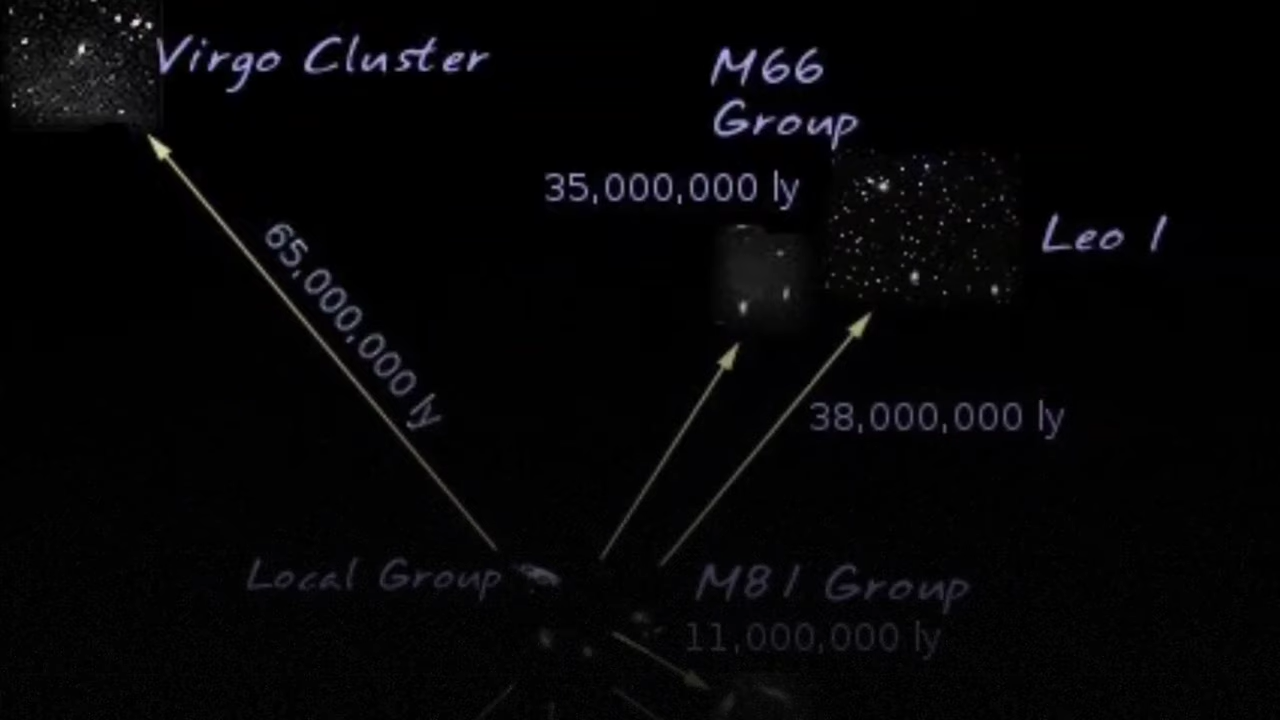 Virgo Cluster
M66
Group
35,000,000 ly
Leo I
65,000,000 ly
38,000,000 ly
Local Group
M81 Group
11,000,000 ly